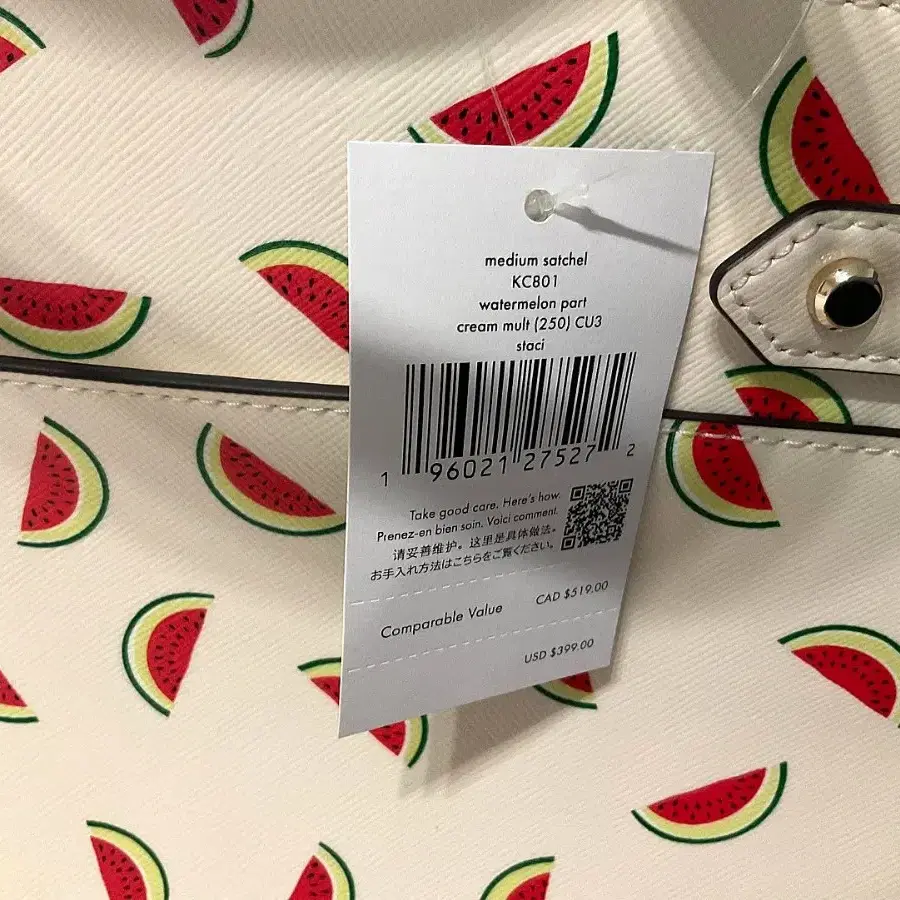 medium satchel
KC801
watermelon part
cream mult (250) CU3
staci
1 96021 27527 2
Take good care. Here's how.
Prenez-en bien soin. Voici comment.
请妥善维护。这里是具体做法。
お手入れ方法はこちらをご覧ください。
Comparable Value CAD $519.00
USD $399.00